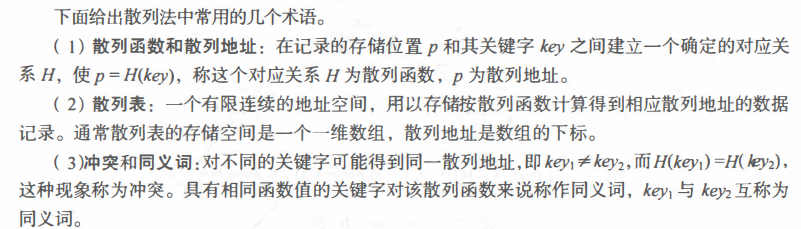 下面给出散列法中常用的几个术语。
（1）散列函数和散列地址：在记录的存储位置 p 和其关键字 key 之间建立一个确定的对应关
系 H，使 p = H(key)，称这个对应关系 H 为散列函数，p 为散列地址。
（2）散列表：一个有限连续的地址空间，用以存储按散列函数计算得到相应散列地址的数据
记录。通常散列表的存储空间是一个一维数组，散列地址是数组的下标。
（3）冲突和同义词：对不同的关键字可能得到同一散列地址，即 key₁ ≠ key₂，而 H(key₁) =H( key₂)，
这种现象称为冲突。具有相同函数值的关键字对该散列函数来说称作同义词，key₁ 与 key₂ 互称为
同义词。